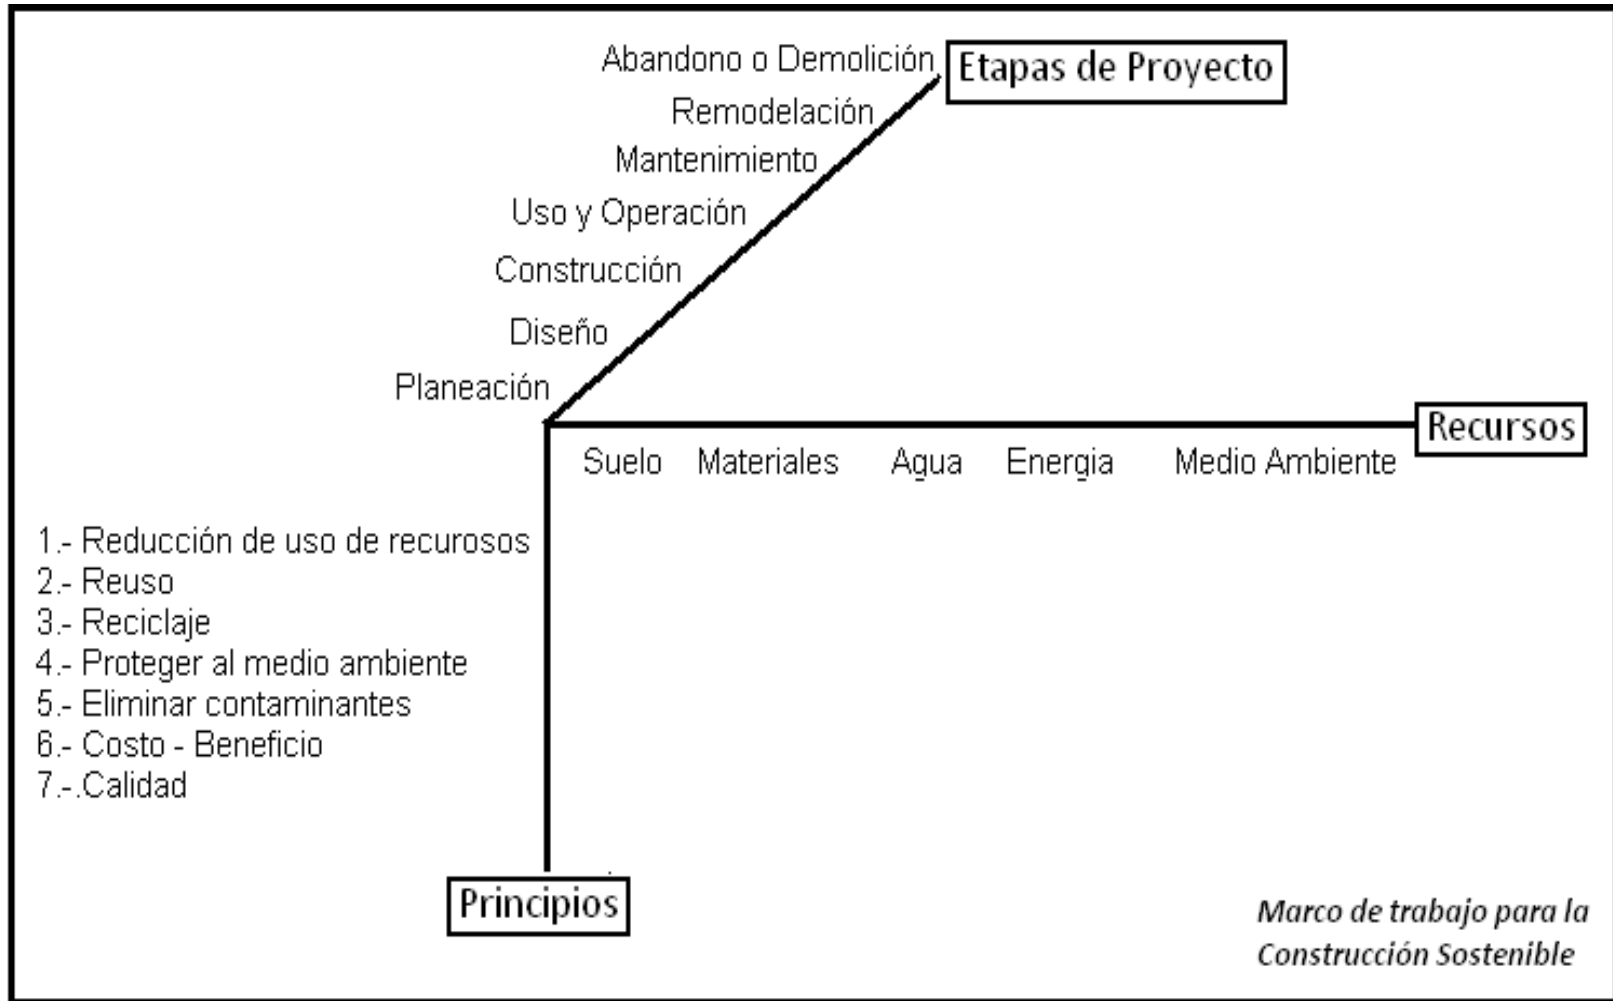 Abandono o Demolición
Etapas de Proyecto
Remodelación
Mantenimiento
Uso y Operación
Construcción
Diseño
Planeación
Recursos
Suelo Materiales Agua Energia Medio Ambiente
1.- Reducción de uso de recurosos
2.- Reuso
3.- Reciclaje
4.- Proteger al medio ambiente
5.- Eliminar contaminantes
6.- Costo - Beneficio
7.-.Calidad
Principios
Marco de trabajo para la
Construcción Sostenible